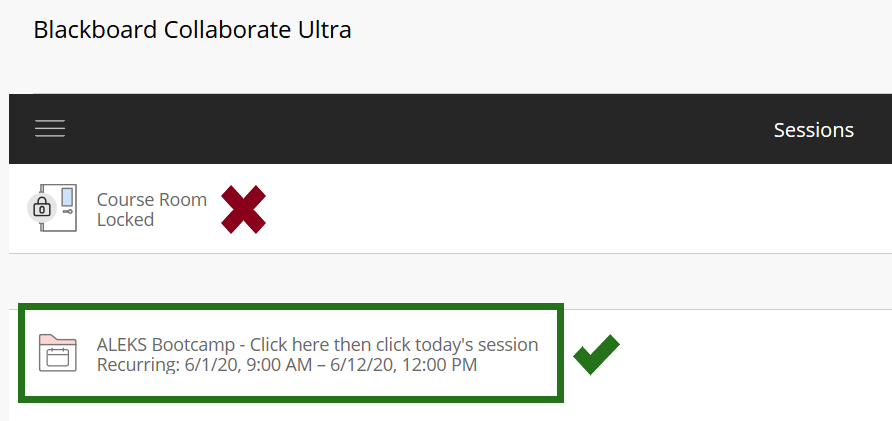 Blackboard Collaborate Ultra
Sessions
Course Room
Locked
ALEKS Bootcamp - Click here then click today's session
Recurring: 6/1/20, 9:00 AM – 6/12/20, 12:00 PM